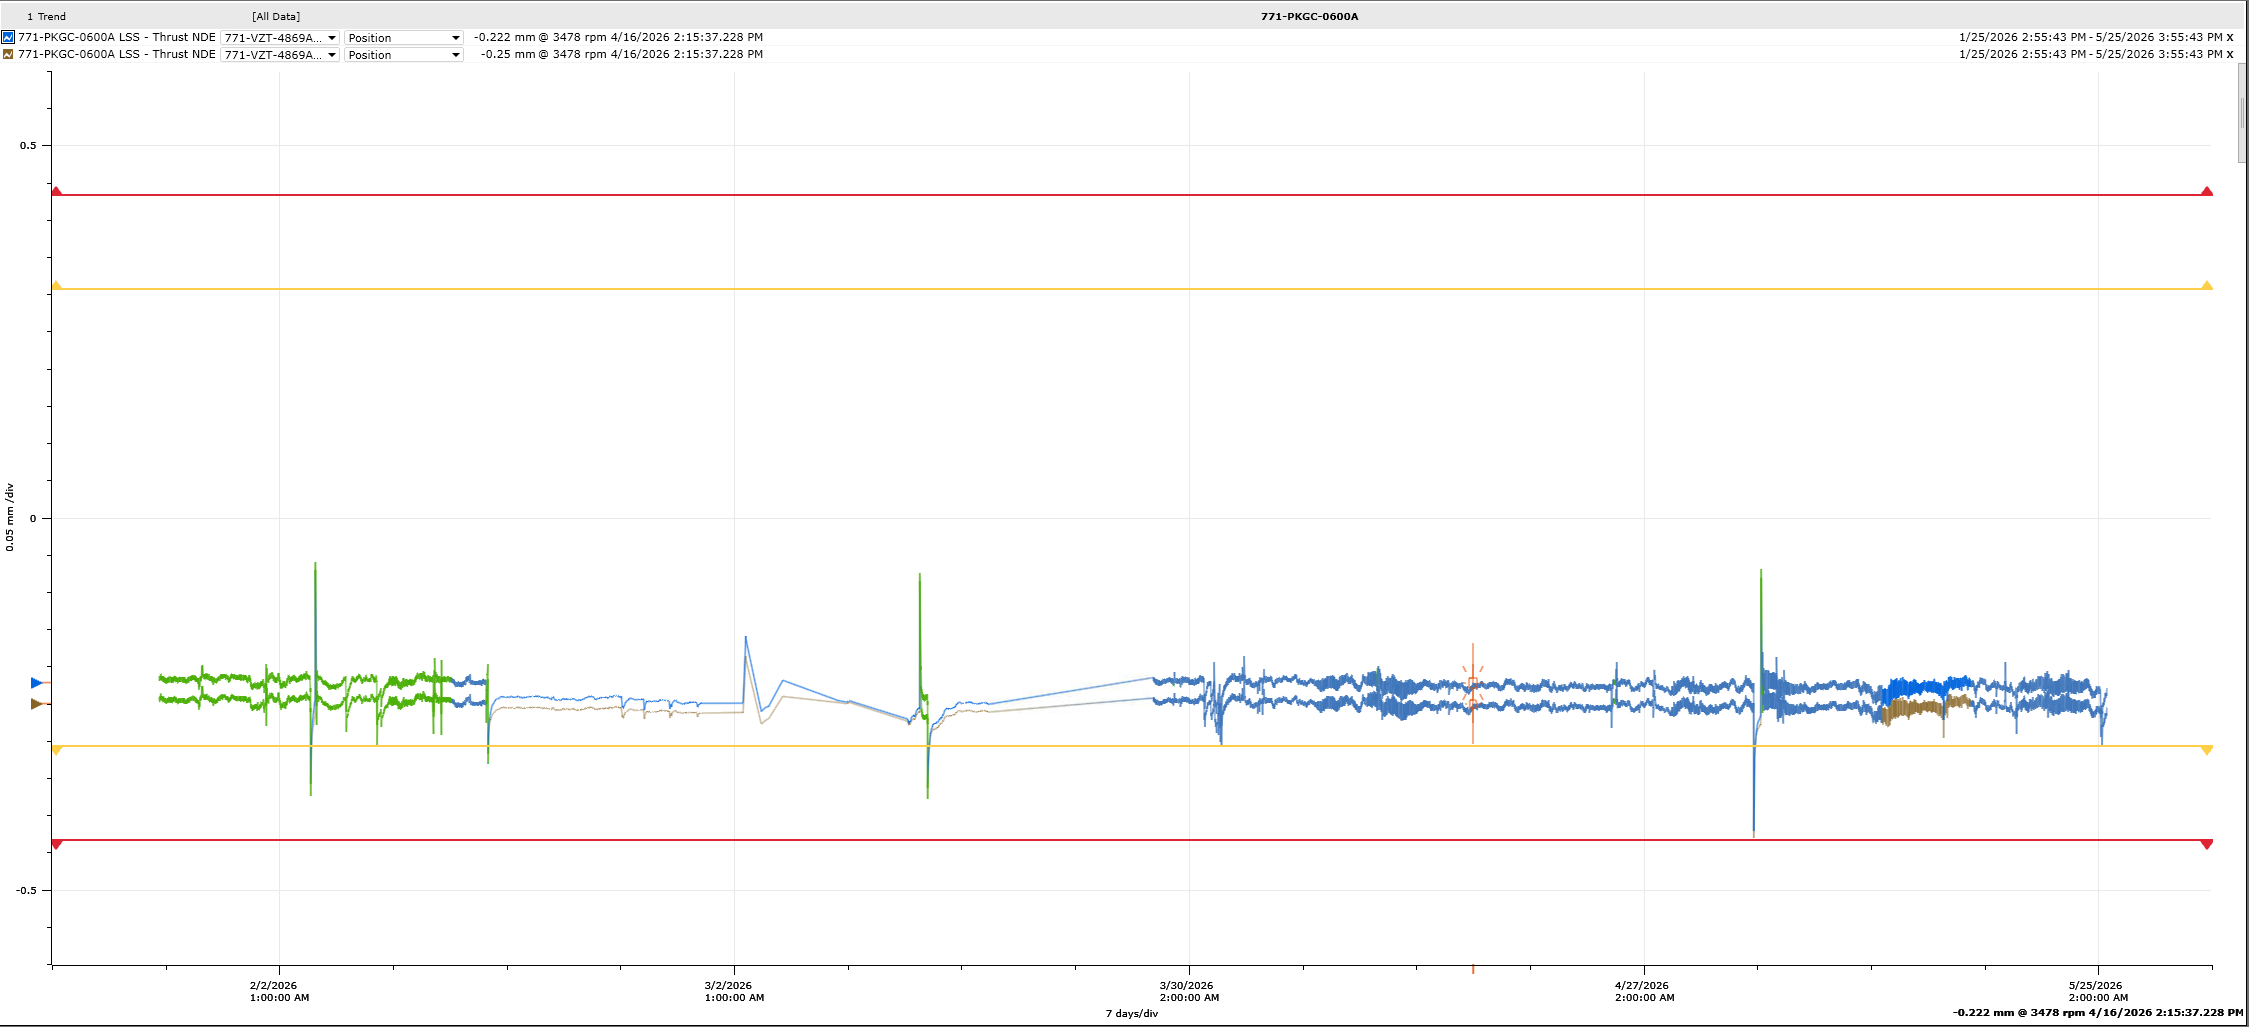 1 Trend [All Data] 771-PKGC-0600A
771-PKGC-0600A LSS - Thrust NDE 771-VZT-4869A... Position -0.222 mm @ 3478 rpm 4/16/2026 2:15:37.228 PM 1/25/2026 2:55:43 PM - 5/25/2026 3:55:43 PM X
771-PKGC-0600A LSS - Thrust NDE 771-VZT-4869A... Position -0.25 mm @ 3478 rpm 4/16/2026 2:15:37.228 PM 1/25/2026 2:55:43 PM - 5/25/2026 3:55:43 PM X
0.5
0
-0.5
0.05 mm /div
2/2/2026 3/2/2026 3/30/2026 4/27/2026 5/25/2026
1:00:00 AM 1:00:00 AM 2:00:00 AM 2:00:00 AM 2:00:00 AM
7 days/div
-0.222 mm @ 3478 rpm 4/16/2026 2:15:37.228 PM